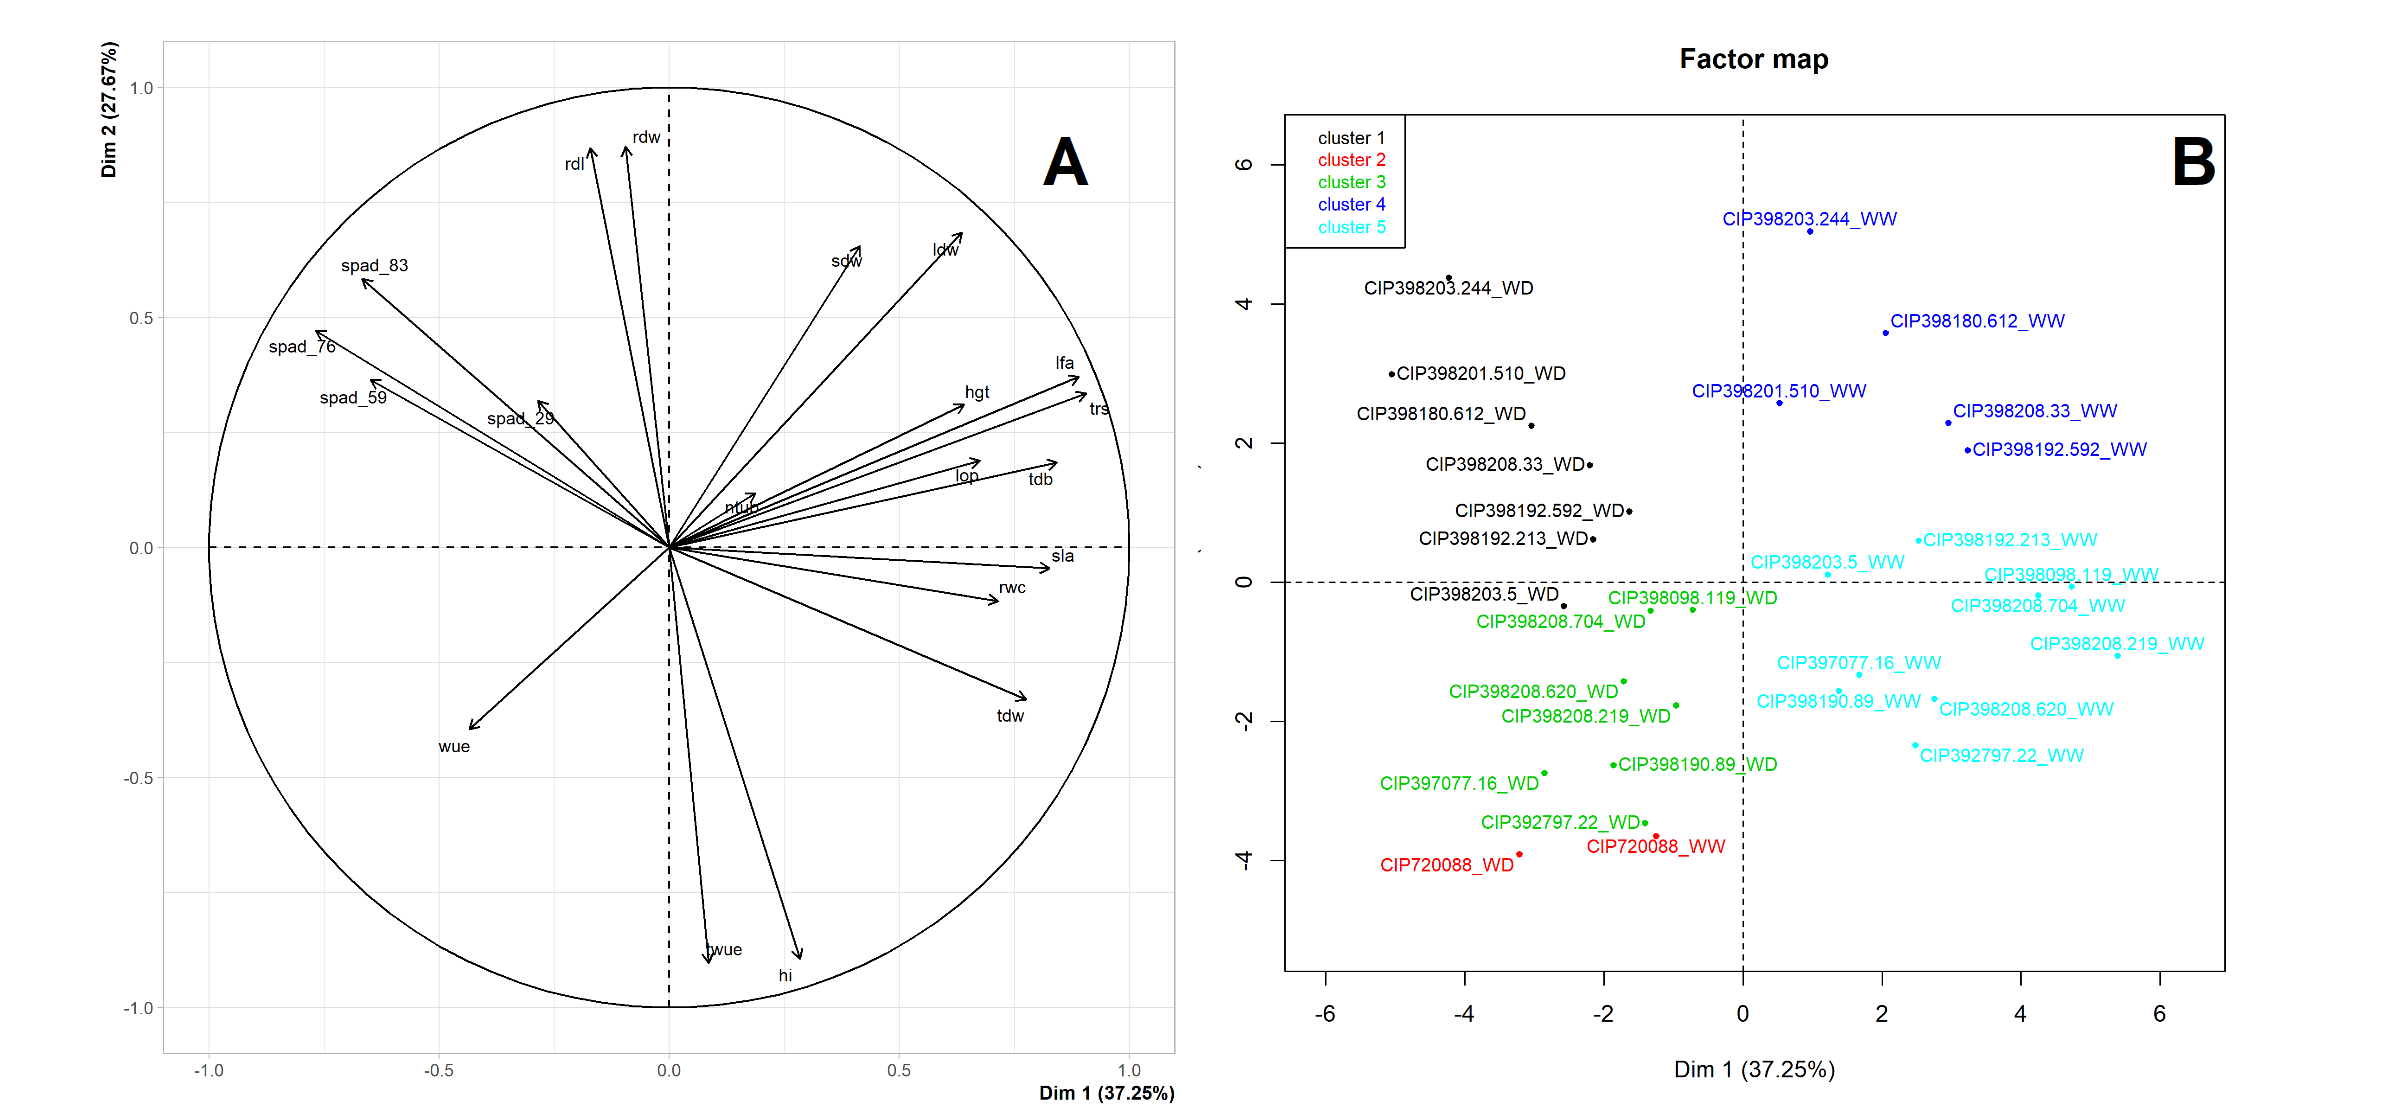 Dim 2 (27.67%)
1.0
0.5
0.0
-0.5
-1.0
A
rdw
rdl
ldw
sdw
spad_83
spad_76
spad_59
spad_29
lfa
hgt
trs
lop
tdb
ntub
sla
rwc
tdw
wue
twue
hi
-1.0
-0.5
0.0
0.5
1.0
Dim 1 (37.25%)
Factor map
B
cluster 1
cluster 2
cluster 3
cluster 4
cluster 5
6
4
2
0
-2
-4
CIP398203.244_WW
CIP398203.244_WD
CIP398180.612_WW
CIP398201.510_WD
CIP398201.510_WW
CIP398180.612_WD
CIP398208.33_WW
CIP398192.592_WW
CIP398208.33_WD
CIP398192.592_WD
CIP398192.213_WD
CIP398192.213_WW
CIP398203.5_WW
CIP398098.119_WW
CIP398203.5_WD
CIP398098.119_WD
CIP398208.704_WW
CIP398208.704_WD
CIP398208.219_WW
CIP397077.16_WW
CIP398208.620_WD
CIP398190.89_WW
CIP398208.620_WW
CIP398208.219_WD
CIP392797.22_WW
CIP398190.89_WD
CIP397077.16_WD
CIP392797.22_WD
CIP720088_WW
CIP720088_WD
-6
-4
-2
0
2
4
6
Dim 1 (37.25%)